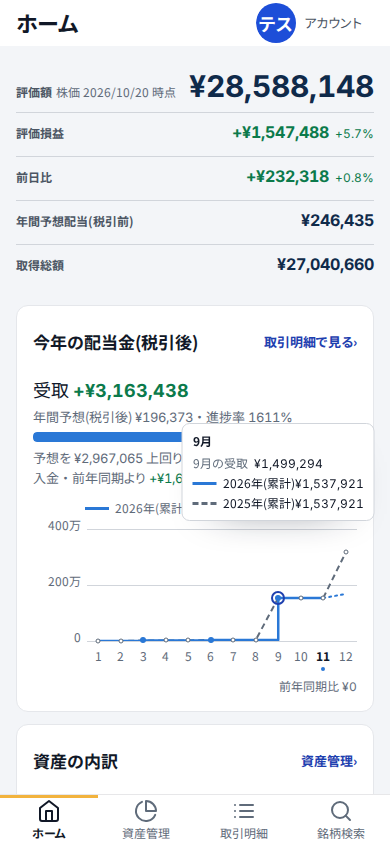 ホーム
テス アカウント
評価額 株価 2026/10/20 時点 ¥28,588,148
評価損益 +¥1,547,488 +5.7%
前日比 +¥232,318 +0.8%
年間予想配当(税引前) ¥246,435
取得総額 ¥27,040,660
今年の配当金(税引後) 取引明細で見る›
受取 +¥3,163,438
年間予想(税引後) ¥196,373・進捗率 1611%
予想を ¥2,967,065 上回り
入金・前年同期より +¥1,6
9月
9月の受取 ¥1,499,294
2026年(累計)¥1,537,921
2025年(累計)¥1,537,921
2026年(累計
400万
200万
0
1 2 3 4 5 6 7 8 9 10 11 12
前年同期比 ¥0
資産の内訳 資産管理›
ホーム 資産管理 取引明細 銘柄検索